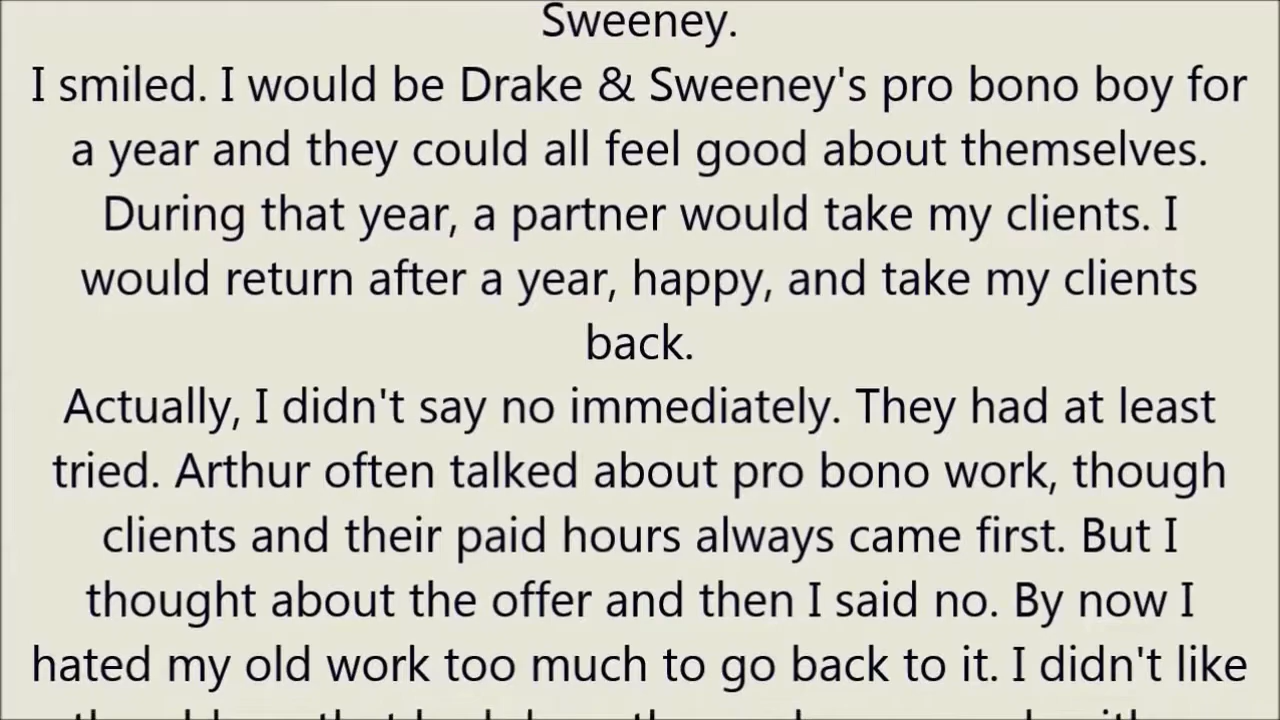 Sweeney.
I smiled. I would be Drake & Sweeney's pro bono boy for
a year and they could all feel good about themselves.
During that year, a partner would take my clients. I
would return after a year, happy, and take my clients
back.
Actually, I didn't say no immediately. They had at least
tried. Arthur often talked about pro bono work, though
clients and their paid hours always came first. But I
thought about the offer and then I said no. By now I
hated my old work too much to go back to it. I didn't like